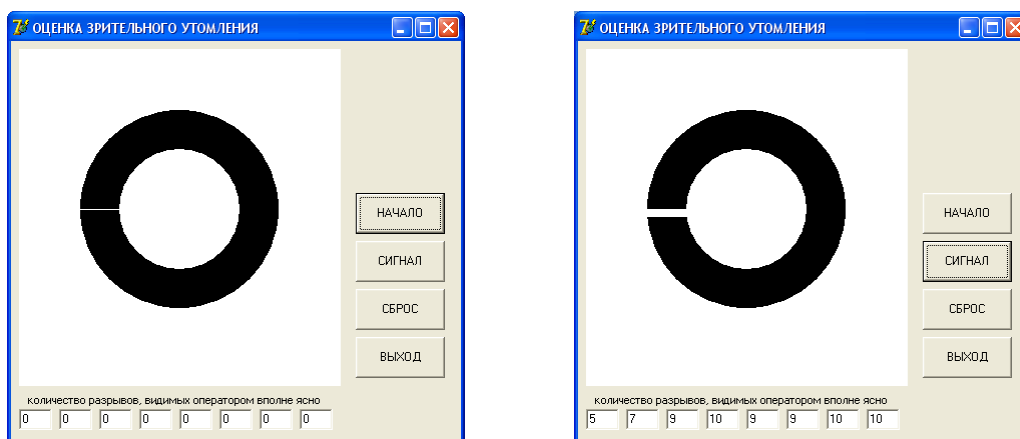 ОЦЕНКА ЗРИТЕЛЬНОГО УТОМЛЕНИЯ
НАЧАЛО
СИГНАЛ
СБРОС
ВЫХОД
количество разрывов, видимых оператором вполне ясно
0 0 0 0 0 0 0 0
ОЦЕНКА ЗРИТЕЛЬНОГО УТОМЛЕНИЯ
НАЧАЛО
СИГНАЛ
СБРОС
ВЫХОД
количество разрывов, видимых оператором вполне ясно
5 7 9 10 9 9 10 10